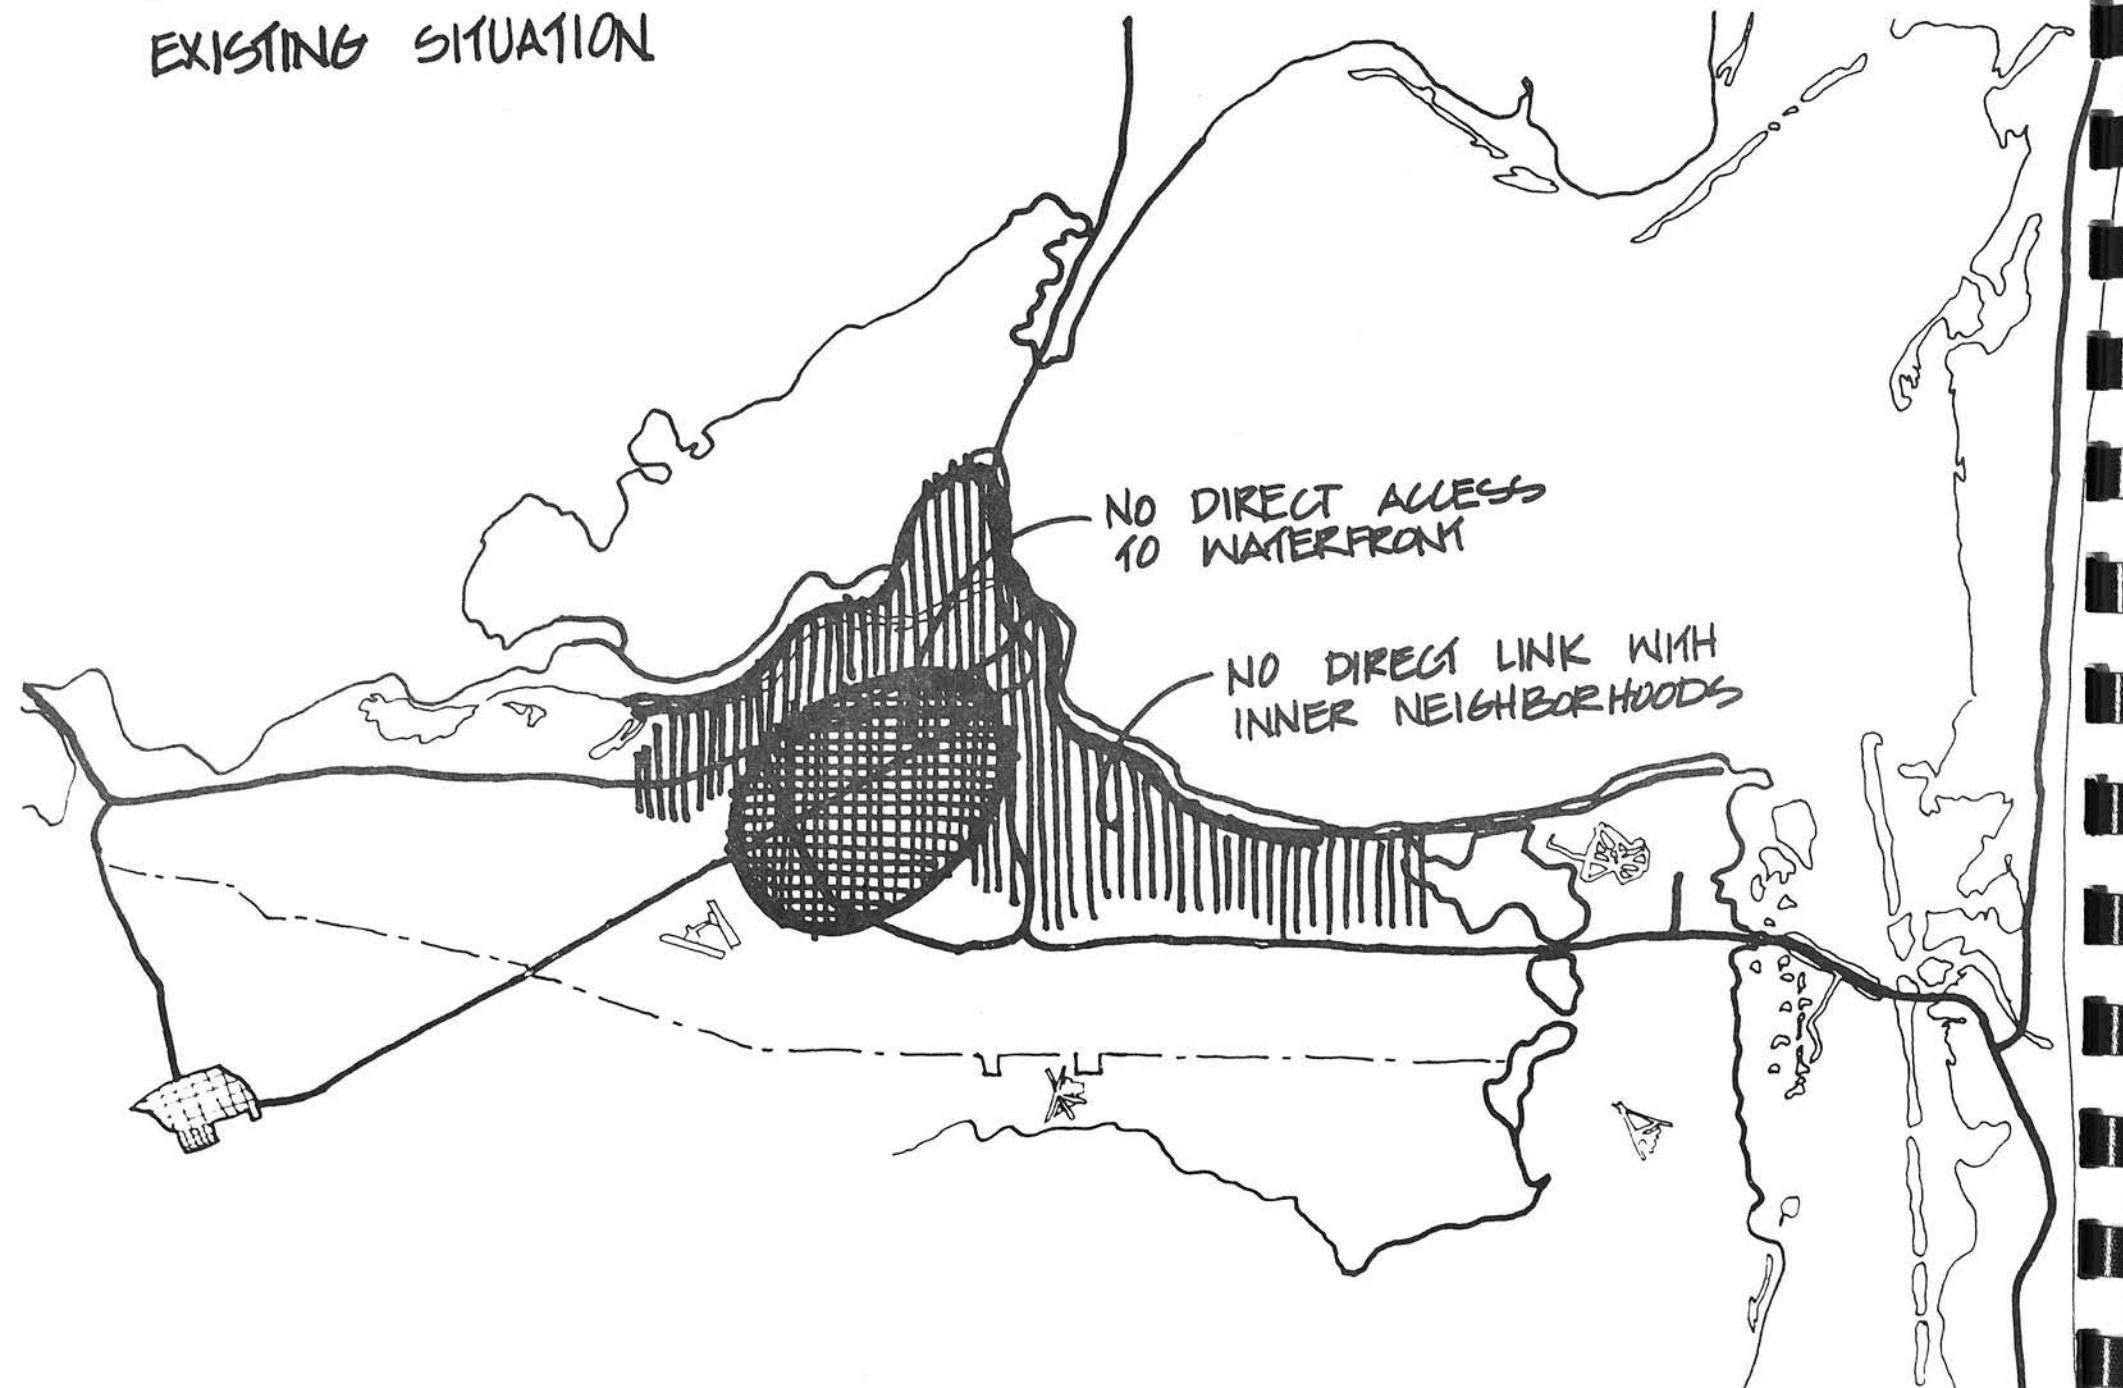 EXISTING SITUATION
NO DIRECT ACCESS
TO WATERFRONT
NO DIRECT LINK WITH
INNER NEIGHBORHOODS